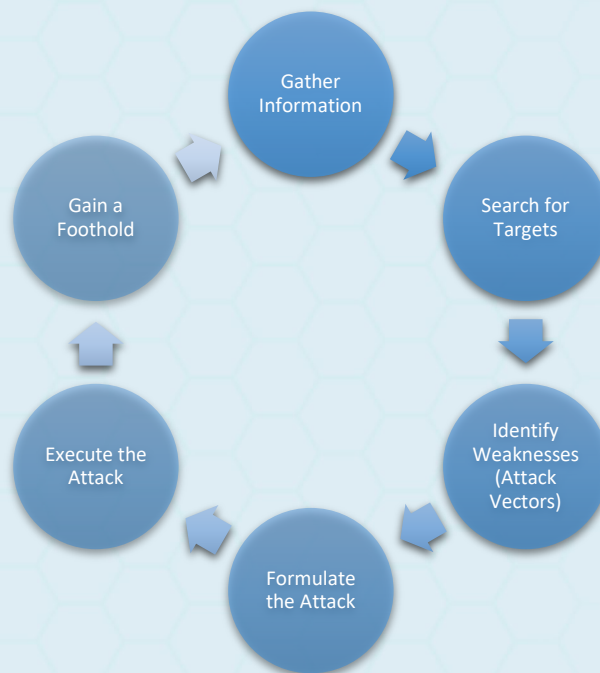 Gather
Information
Search for
Targets
Identify
Weaknesses
(Attack
Vectors)
Formulate
the Attack
Execute the
Attack
Gain a
Foothold